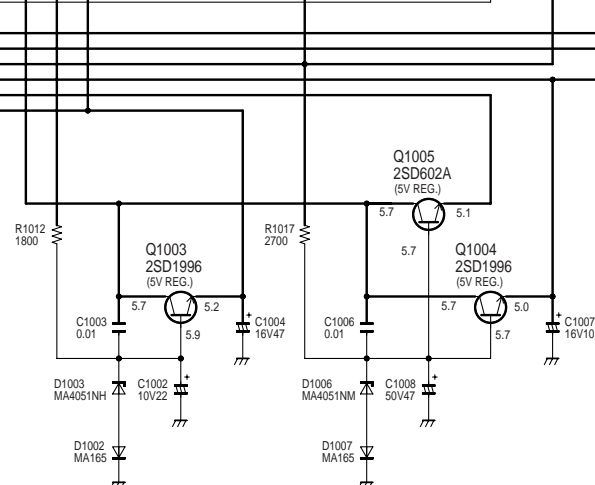 Q1005
2SD602A
(5V REG.)
5.7
5.1
R1012
1800
R1017
2700
5.7
Q1003
2SD1996
(5V REG.)
Q1004
2SD1996
(5V REG.)
5.7
5.2
5.7
5.0
C1003
0.01
5.9
+
C1004
16V47
C1006
0.01
5.7
+
C1007
16V10
D1003
MA4051NH
C1002
10V22
+
D1006
MA4051NM
C1008
50V47
+
D1002
MA165
D1007
MA165